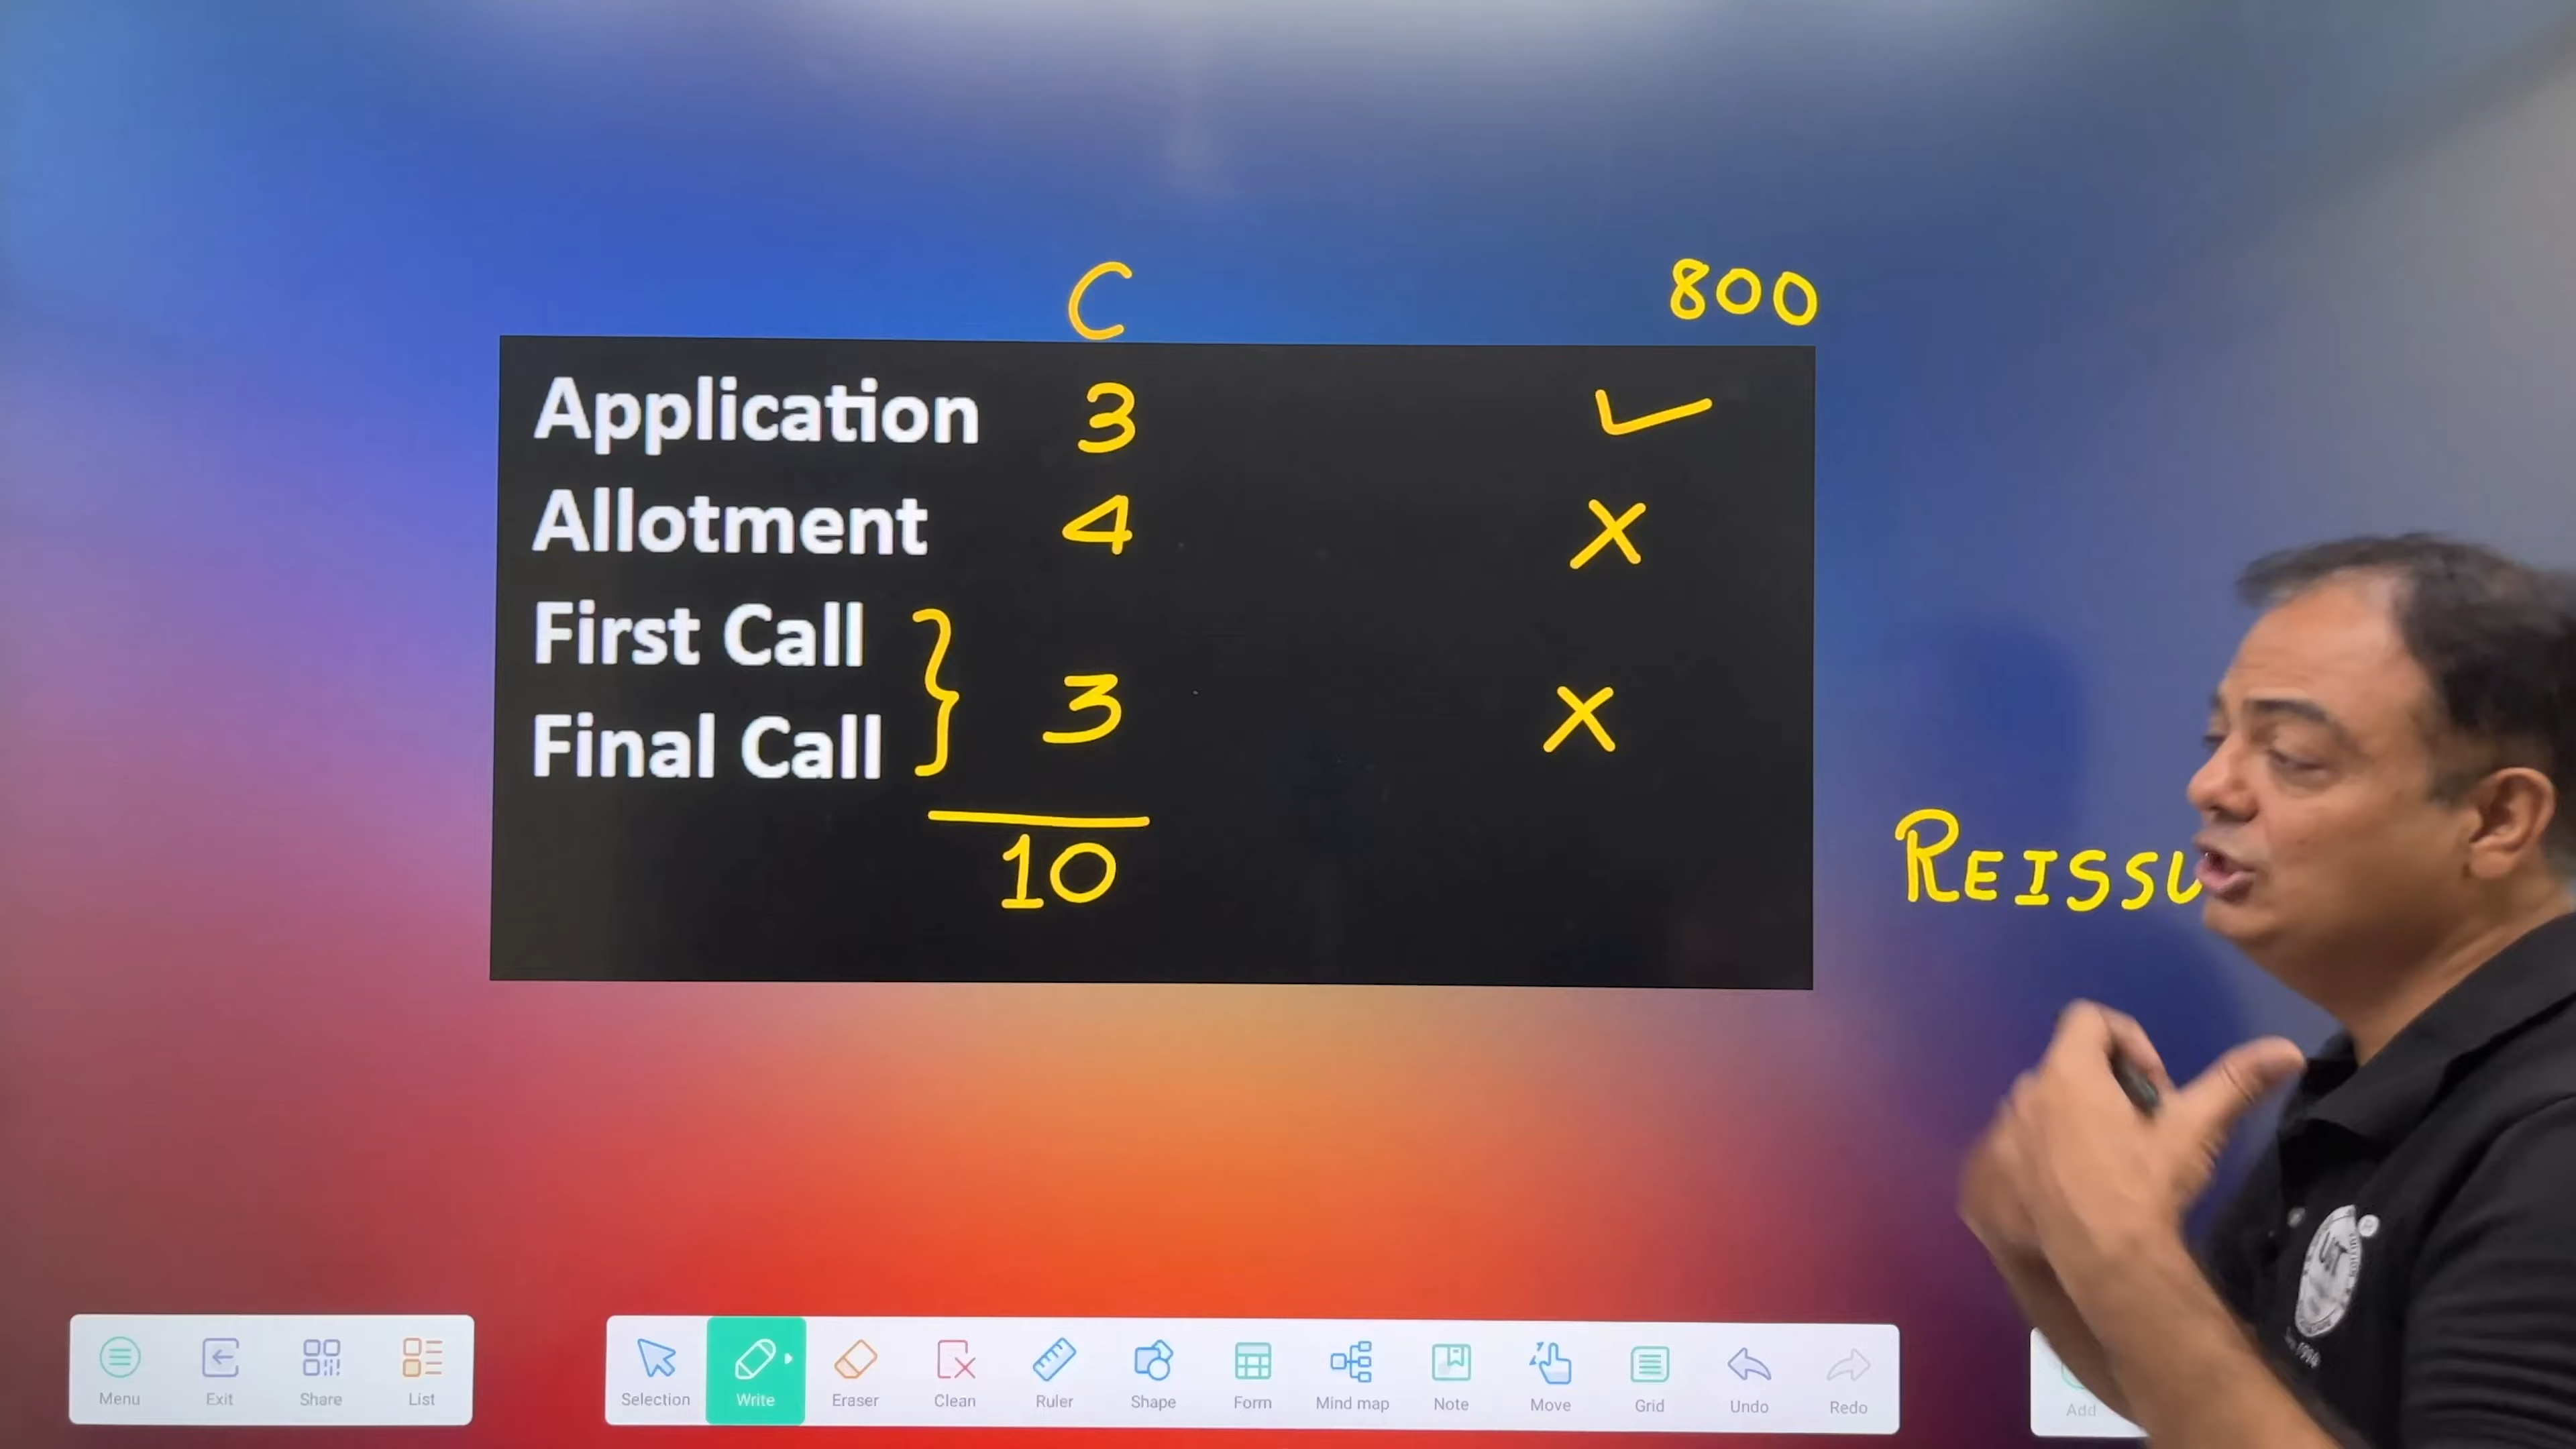 C 800
Application 3 ✓
Allotment 4 X
First Call
Final Call } 3 X
10
REISSU
Menu Exit Share List Selection Write Eraser Clean Ruler Shape Form Mind map Note Move Grid Undo Redo Add